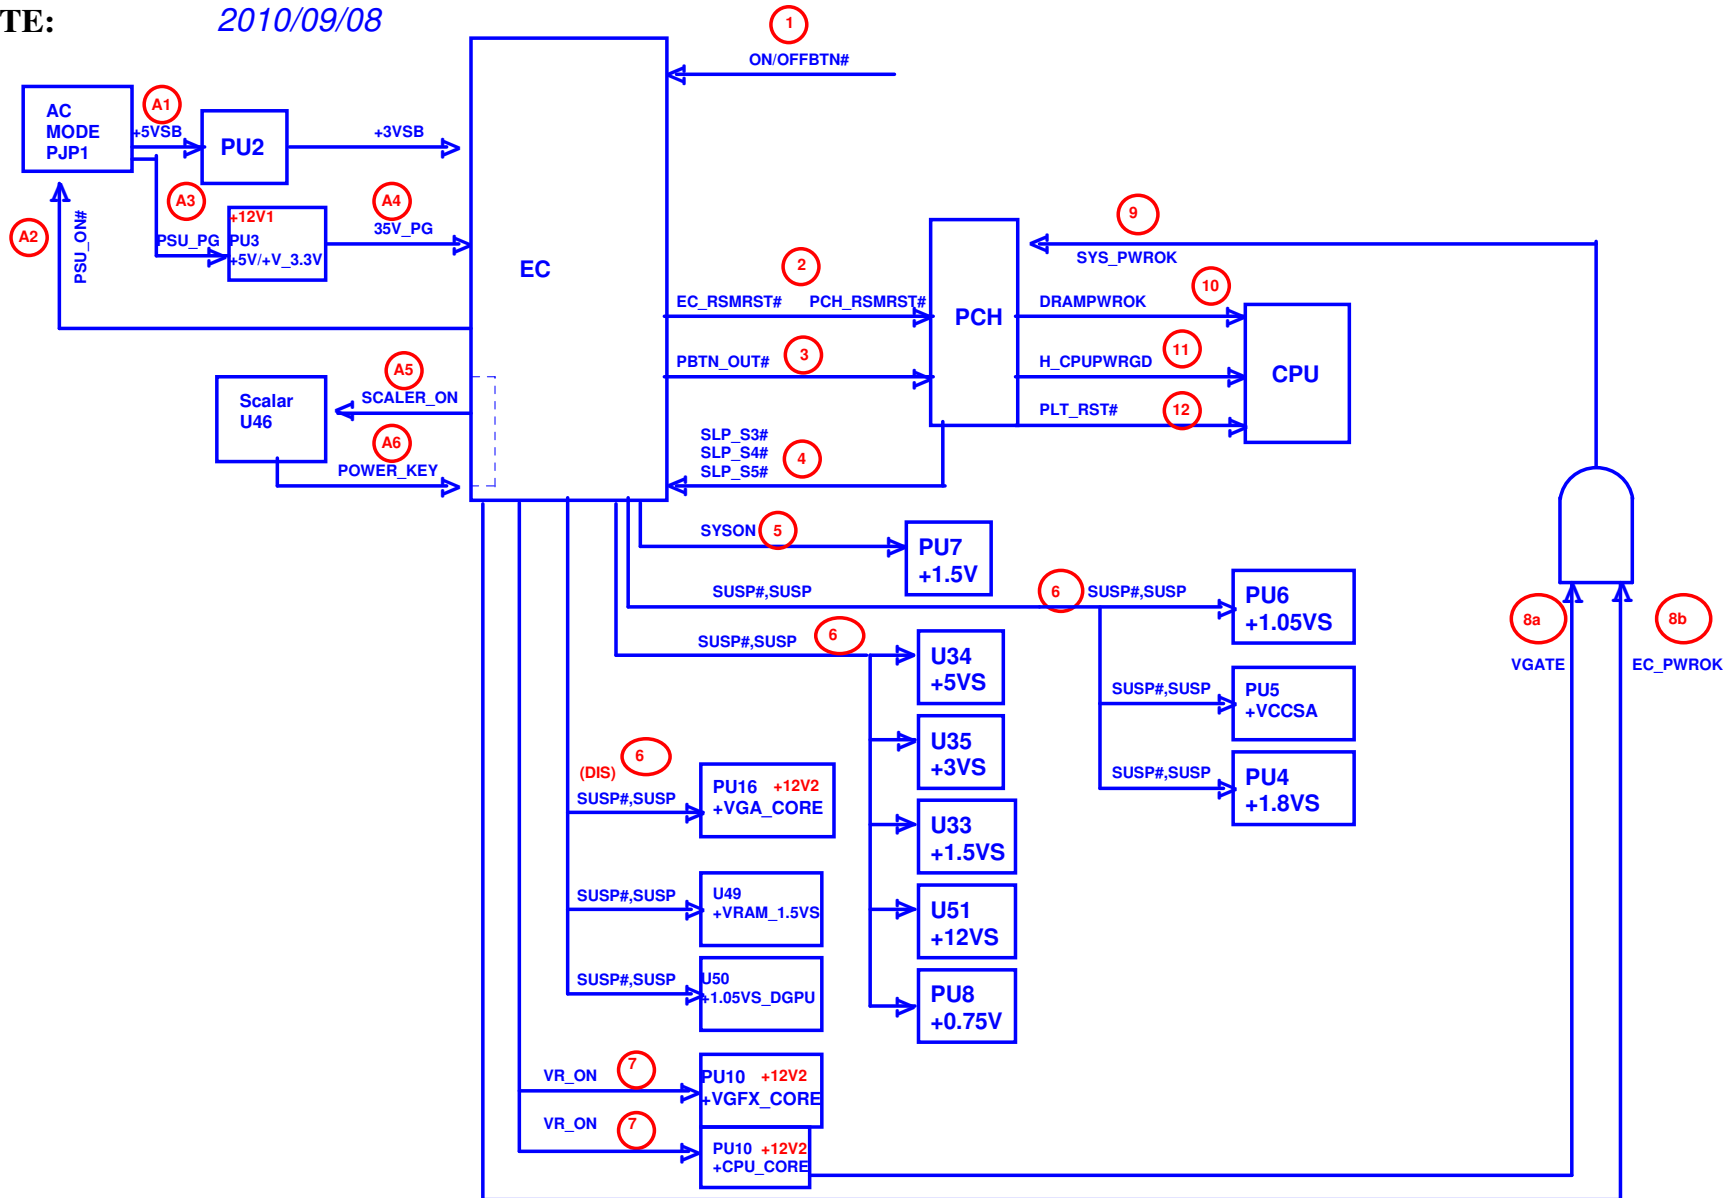 TE:
2010/09/08
1
ON/OFFBTN#
AC
MODE
PJP1
A1
+5VSB
PU2
+3VSB
A3
PSU_PG
+12V1
PU3
+5V/+V_3.3V
A4
35V_PG
A2
PSU_ON#
EC
2
EC_RSMRST#
PCH_RSMRST#
PBTN_OUT#
3
PCH
9
SYS_PWROK
DRAMPWROK
10
H_CPUPWRGD
11
PLT_RST#
12
CPU
Scalar
U46
A5
SCALER_ON
A6
POWER_KEY
SLP_S3#
SLP_S4#
SLP_S5#
4
SYSON
5
PU7
+1.5V
SUSP#,SUSP
6
SUSP#,SUSP
PU6
+1.05VS
SUSP#,SUSP
PU5
+VCCSA
SUSP#,SUSP
PU4
+1.8VS
8a
VGATE
8b
EC_PWROK
SUSP#,SUSP
6
U34
+5VS
U35
+3VS
U33
+1.5VS
U51
+12VS
PU8
+0.75V
6
(DIS)
SUSP#,SUSP
PU16 +12V2
+VGA_CORE
SUSP#,SUSP
U49
+VRAM_1.5VS
SUSP#,SUSP
U50
+1.05VS_DGPU
VR_ON
7
PU10 +12V2
+VGFX_CORE
VR_ON
7
PU10 +12V2
+CPU_CORE